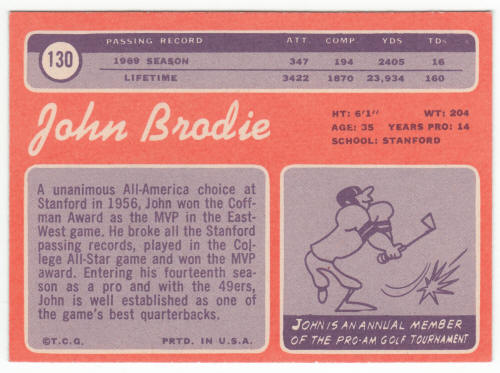 130
PASSING RECORD ATT. COMP. YDS TDs
1969 SEASON 347 194 2405 16
LIFETIME 3422 1870 23,934 160
John Brodie
HT: 6'1" WT: 204
AGE: 35 YEARS PRO: 14
SCHOOL: STANFORD
A unanimous All-America choice at
Stanford in 1956, John won the Coff-
man Award as the MVP in the East-
West game. He broke all the Stanford
passing records, played in the Col-
lege All-Star game and won the MVP
award. Entering his fourteenth sea-
son as a pro and with the 49ers,
John is well established as one of
the game's best quarterbacks.
©T.C.G. PRTD. IN U.S.A.
JOHN IS AN ANNUAL MEMBER
OF THE PRO-AM GOLF TOURNAMENT